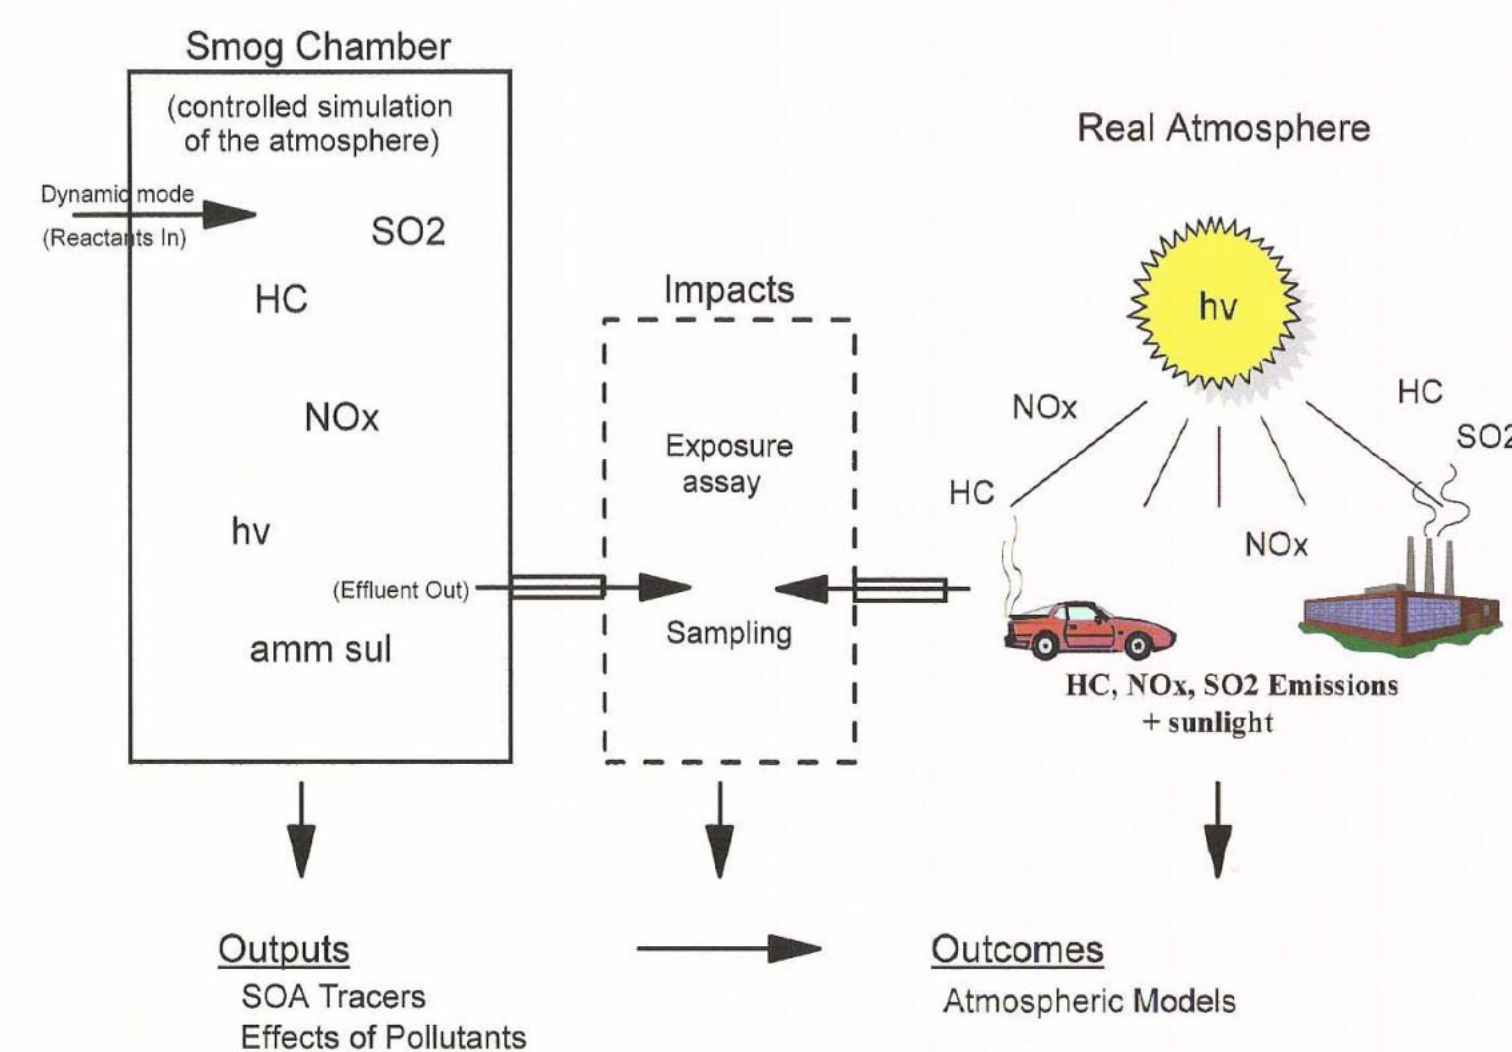 Smog Chamber
(controlled simulation
of the atmosphere)
Dynamic mode
(Reactants In)
SO2
HC
NOx
hv
(Effluent Out)
amm sul
Impacts
Exposure
assay
Sampling
Real Atmosphere
hv
NOx
HC
HC
SO2
NOx
HC, NOx, SO2 Emissions
+ sunlight
Outputs
SOA Tracers
Effects of Pollutants
Outcomes
Atmospheric Models